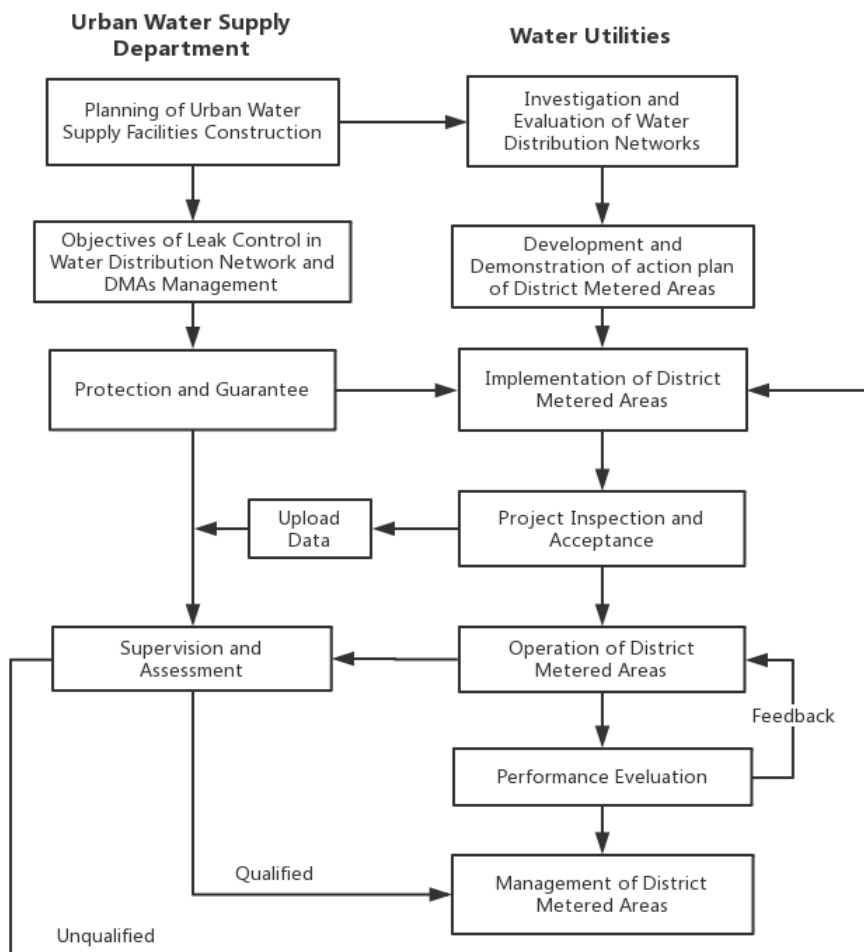 Urban Water Supply
Department
Water Utilities
Planning of Urban Water
Supply Facilities Construction
Investigation and
Evaluation of Water
Distribution Networks
Objectives of Leak Control in
Water Distribution Network and
DMAs Management
Development and
Demonstration of action plan
of District Metered Areas
Protection and Guarantee
Implementation of District
Metered Areas
Upload
Data
Project Inspection and
Acceptance
Supervision and
Assessment
Operation of District
Metered Areas
Feedback
Performance Eveluation
Qualified
Management of District
Metered Areas
Unqualified